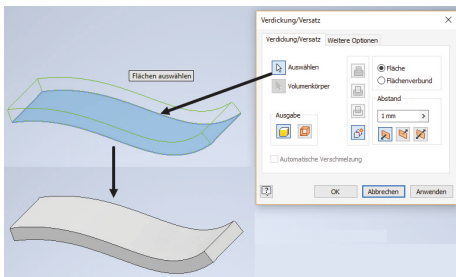 Verdickung/Versatz
Verdickung/Versatz Weitere Optionen
Auswählen
Volumenkörper
Fläche
Flächenverbund
Abstand
1 mm
Ausgabe
Automatische Verschmelzung
OK Abbrechen Anwenden
Flächen auswählen